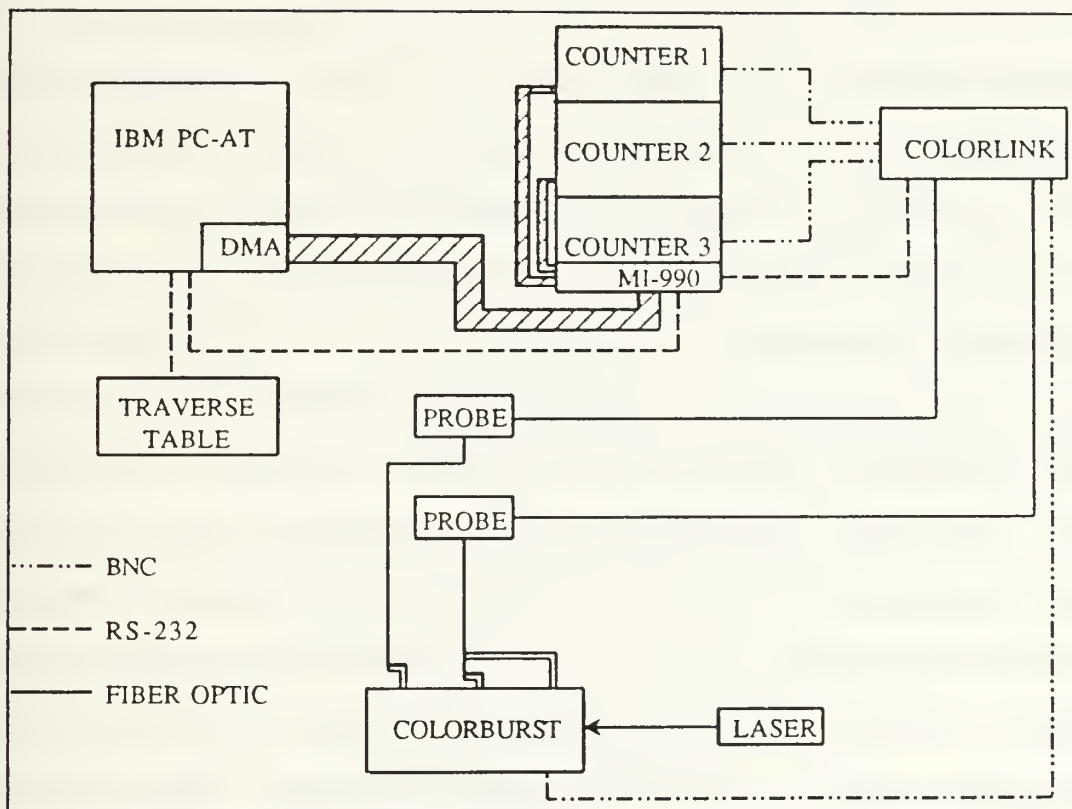 COUNTER 1
IBM PC-AT
COUNTER 2
COLORLINK
DMA
COUNTER 3
MI-990
TRAVERSE
TABLE
PROBE
PROBE
BNC
RS-232
FIBER OPTIC
COLORBURST
LASER